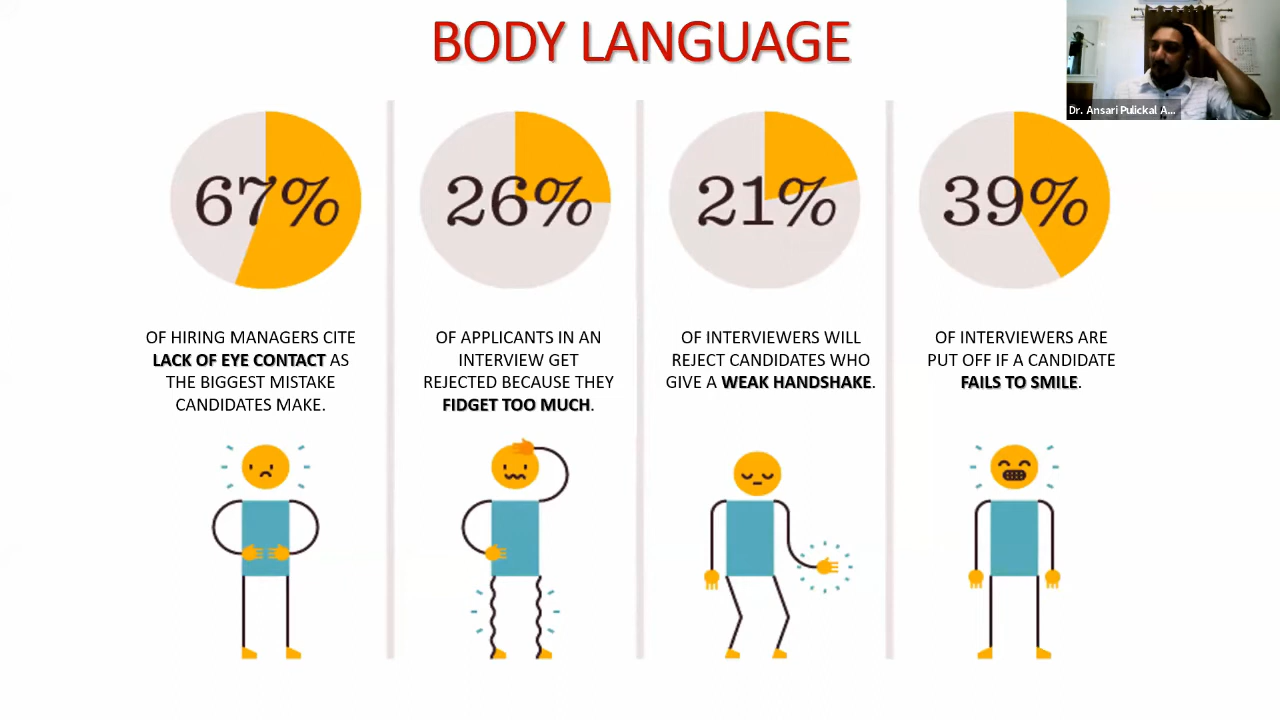 BODY LANGUAGE
Dr. Ansari Pulickal A...
67%
OF HIRING MANAGERS CITE
LACK OF EYE CONTACT AS
THE BIGGEST MISTAKE
CANDIDATES MAKE.
26%
OF APPLICANTS IN AN
INTERVIEW GET
REJECTED BECAUSE THEY
FIDGET TOO MUCH.
21%
OF INTERVIEWERS WILL
REJECT CANDIDATES WHO
GIVE A WEAK HANDSHAKE.
39%
OF INTERVIEWERS ARE
PUT OFF IF A CANDIDATE
FAILS TO SMILE.